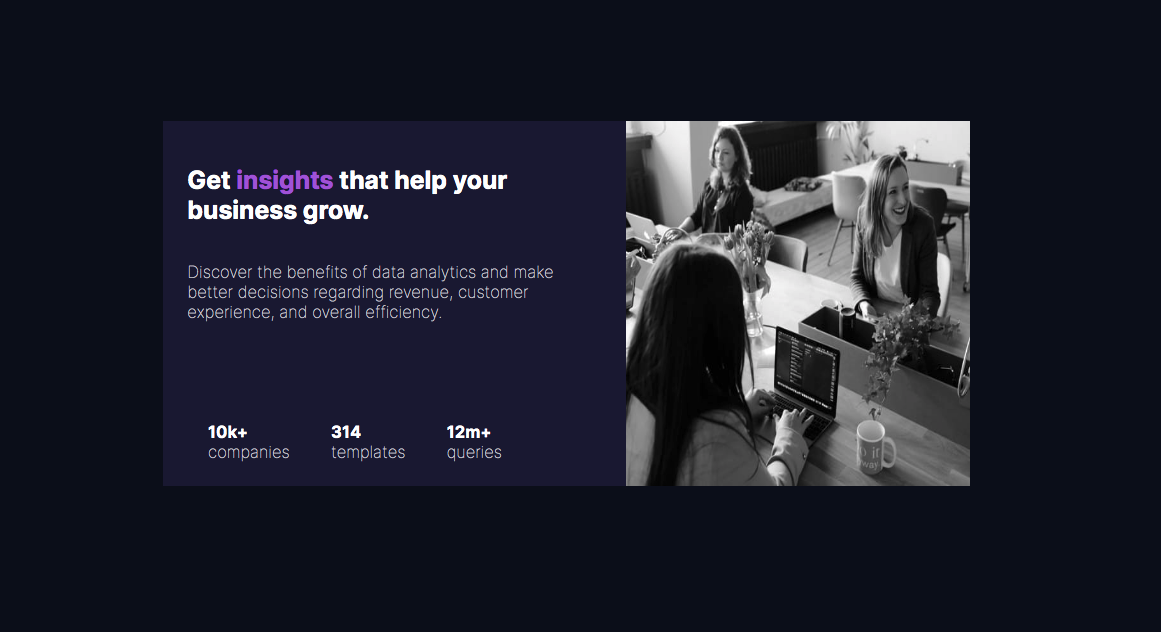 Get insights that help your
business grow.
Discover the benefits of data analytics and make
better decisions regarding revenue, customer
experience, and overall efficiency.
10k+
companies
314
templates
12m+
queries